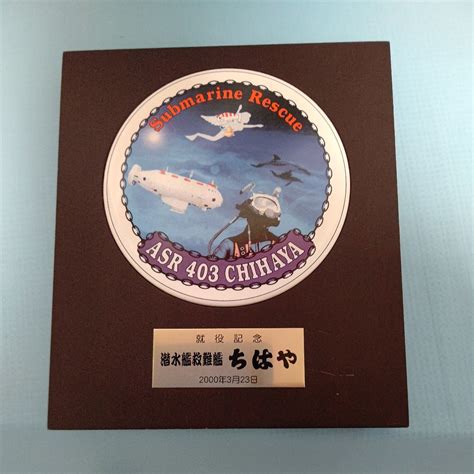 Submarine Rescue
ASR 403 CHIHAYA
就役記念
潜水艦救難艦 ちはや
2000年3月23日